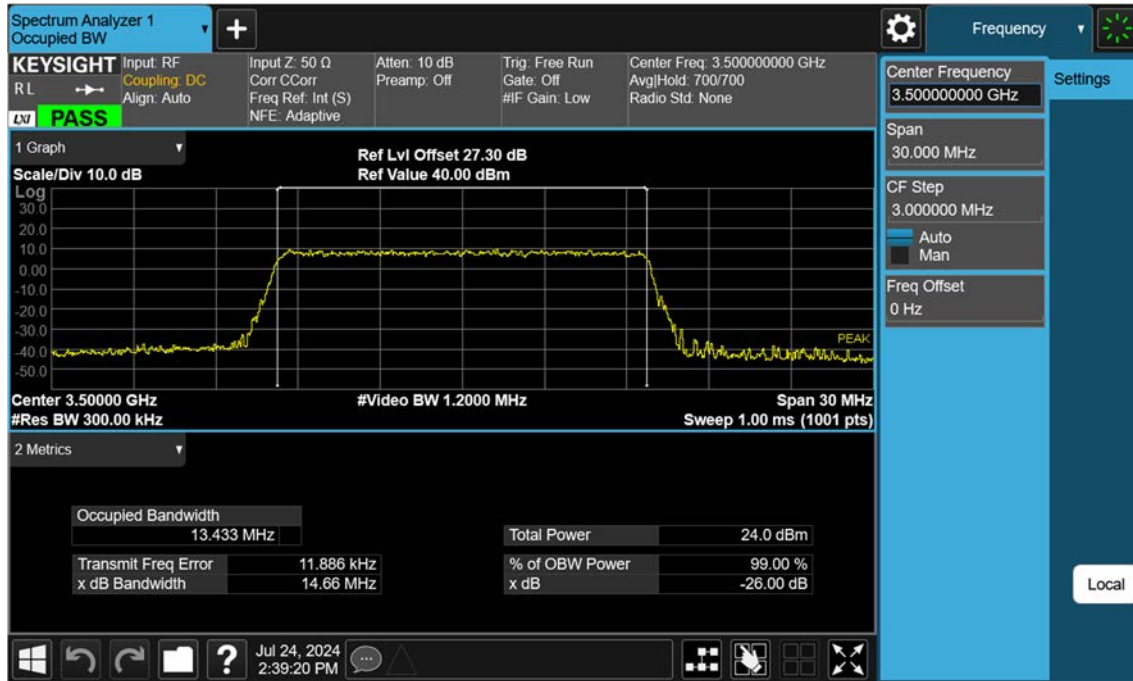 Spectrum Analyzer 1
Occupied BW
+
Frequency
KEYSIGHT
RL
LXI PASS
Input: RF
Coupling: DC
Align: Auto
Input Z: 50 Ω
Corr CCorr
Freq Ref: Int (S)
NFE: Adaptive
Atten: 10 dB
Preamp: Off
Trig: Free Run
Gate: Off
#IF Gain: Low
Center Freq: 3.500000000 GHz
Avg|Hold: 700/700
Radio Std: None
1 Graph
Scale/Div 10.0 dB
Ref Lvl Offset 27.30 dB
Ref Value 40.00 dBm
Log
30.0
20.0
10.0
0.00
-10.0
-20.0
-30.0
-40.0
-50.0
PEAK
Center 3.50000 GHz
#Res BW 300.00 kHz
#Video BW 1.2000 MHz
Span 30 MHz
Sweep 1.00 ms (1001 pts)
2 Metrics
Occupied Bandwidth
13.433 MHz
Transmit Freq Error 11.886 kHz
x dB Bandwidth 14.66 MHz
Total Power 24.0 dBm
% of OBW Power 99.00 %
x dB -26.00 dB
Center Frequency
3.500000000 GHz
Span
30.000 MHz
CF Step
3.000000 MHz
Auto
Man
Freq Offset
0 Hz
Settings
Local
?
Jul 24, 2024
2:39:20 PM